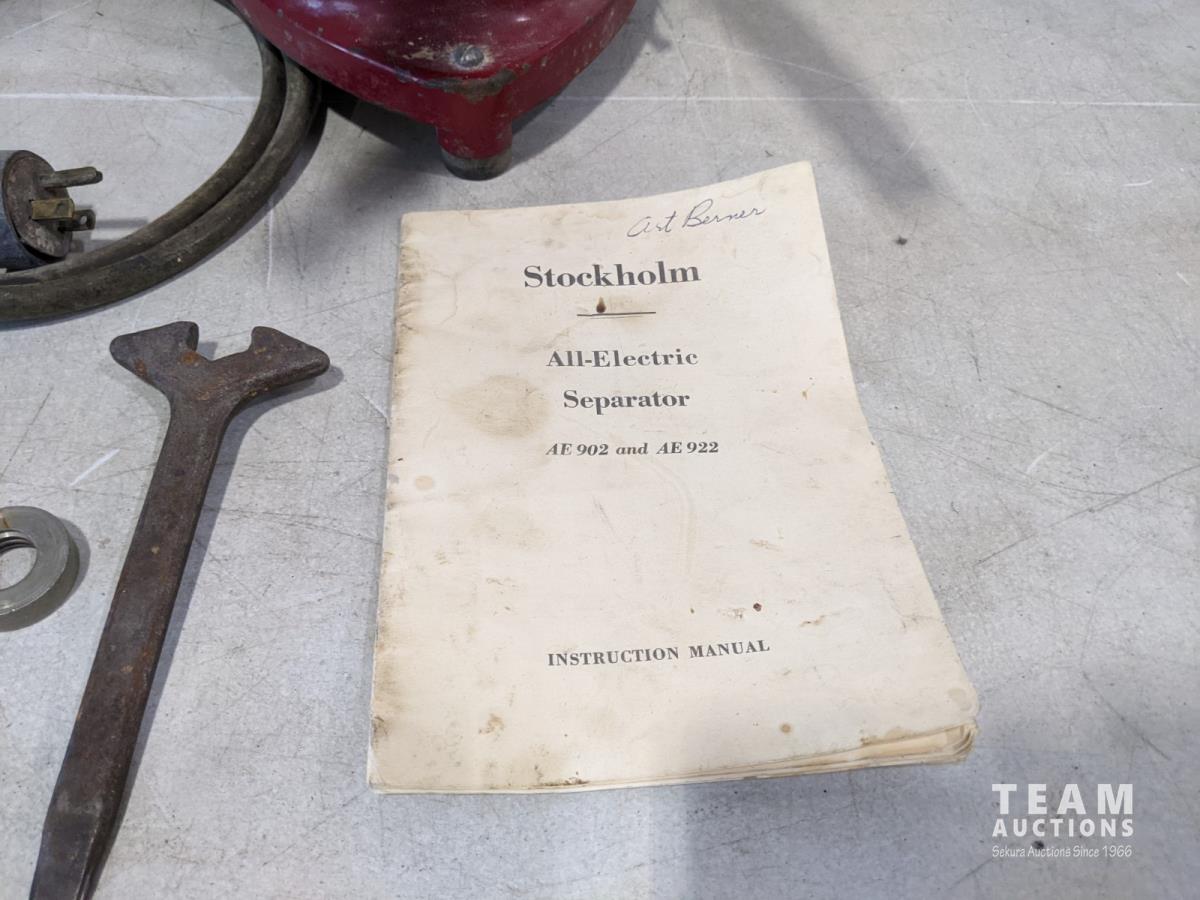 Art Berner
Stockholm
All-Electric
Separator
AE 902 and AE 922
INSTRUCTION MANUAL
TEAM
AUCTIONS
Sekura Auctions Since 1966